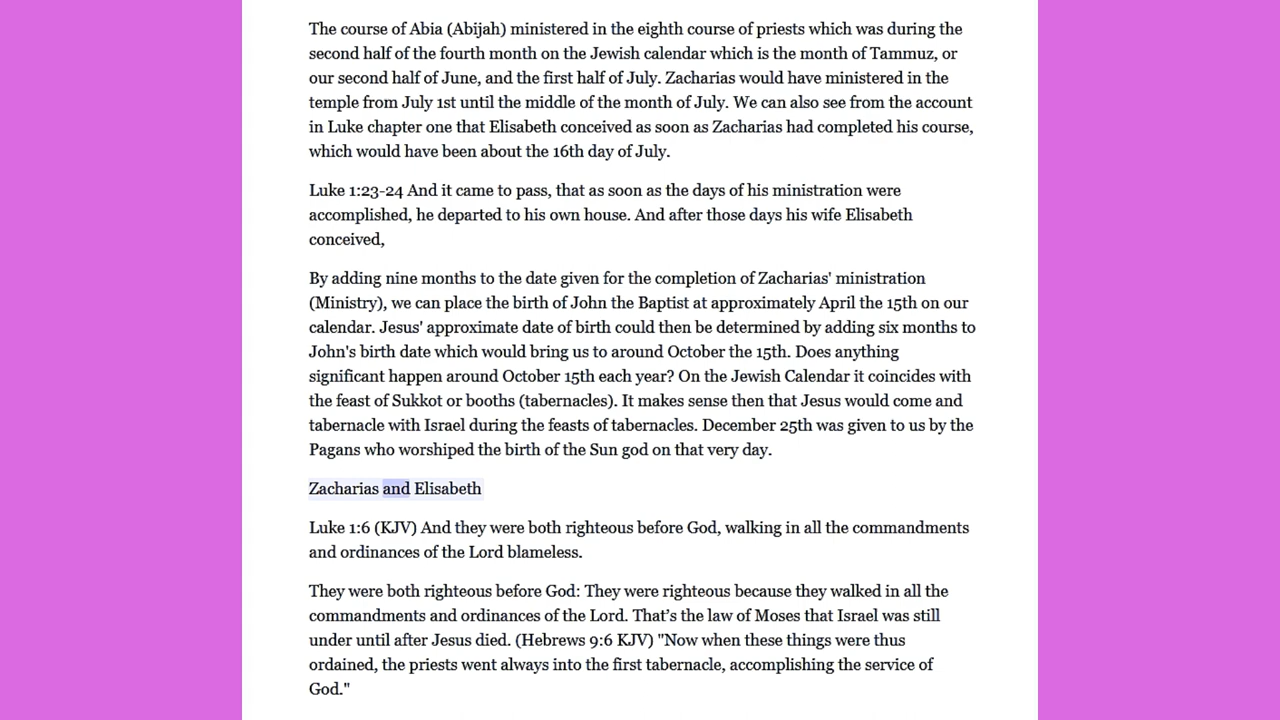 The course of Abia (Abijah) ministered in the eighth course of priests which was during the
second half of the fourth month on the Jewish calendar which is the month of Tammuz, or
our second half of June, and the first half of July. Zacharias would have ministered in the
temple from July 1st until the middle of the month of July. We can also see from the account
in Luke chapter one that Elisabeth conceived as soon as Zacharias had completed his course,
which would have been about the 16th day of July.
Luke 1:23-24 And it came to pass, that as soon as the days of his ministration were
accomplished, he departed to his own house. And after those days his wife Elisabeth
conceived,
By adding nine months to the date given for the completion of Zacharias' ministration
(Ministry), we can place the birth of John the Baptist at approximately April the 15th on our
calendar. Jesus' approximate date of birth could then be determined by adding six months to
John's birth date which would bring us to around October the 15th. Does anything
significant happen around October 15th each year? On the Jewish Calendar it coincides with
the feast of Sukkot or booths (tabernacles). It makes sense then that Jesus would come and
tabernacle with Israel during the feasts of tabernacles. December 25th was given to us by the
Pagans who worshiped the birth of the Sun god on that very day.
Zacharias and Elisabeth
Luke 1:6 (KJV) And they were both righteous before God, walking in all the commandments
and ordinances of the Lord blameless.
They were both righteous before God: They were righteous because they walked in all the
commandments and ordinances of the Lord. That’s the law of Moses that Israel was still
under until after Jesus died. (Hebrews 9:6 KJV) "Now when these things were thus
ordained, the priests went always into the first tabernacle, accomplishing the service of
God."